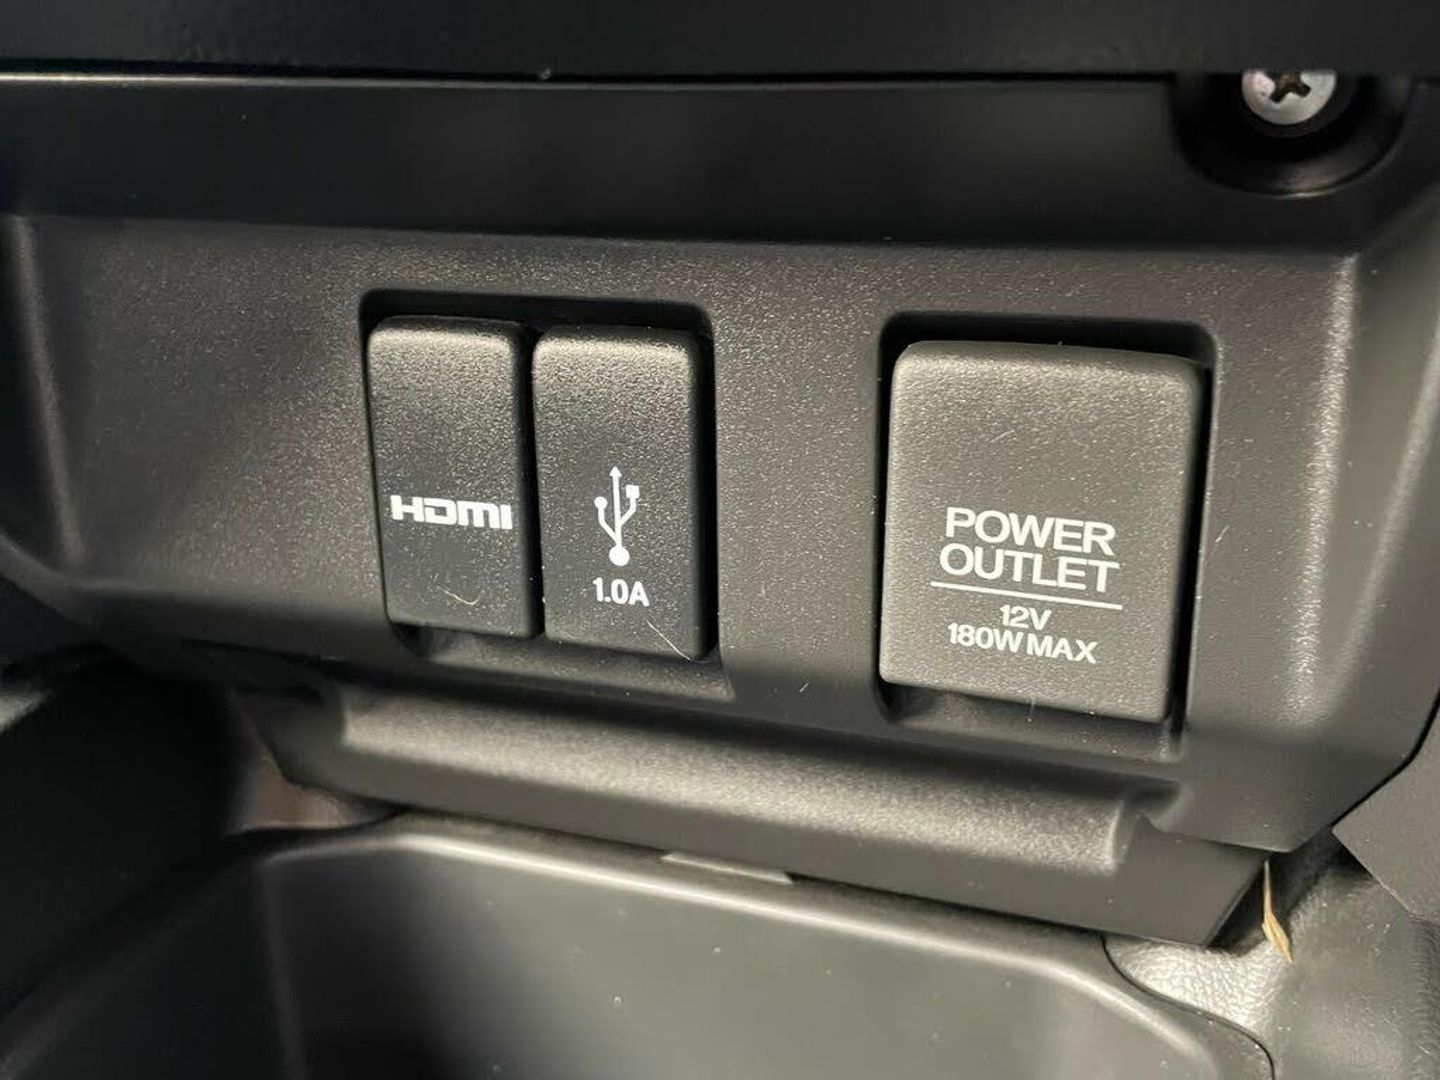 HDMI
1.0A
POWER
OUTLET
12V
180W MAX